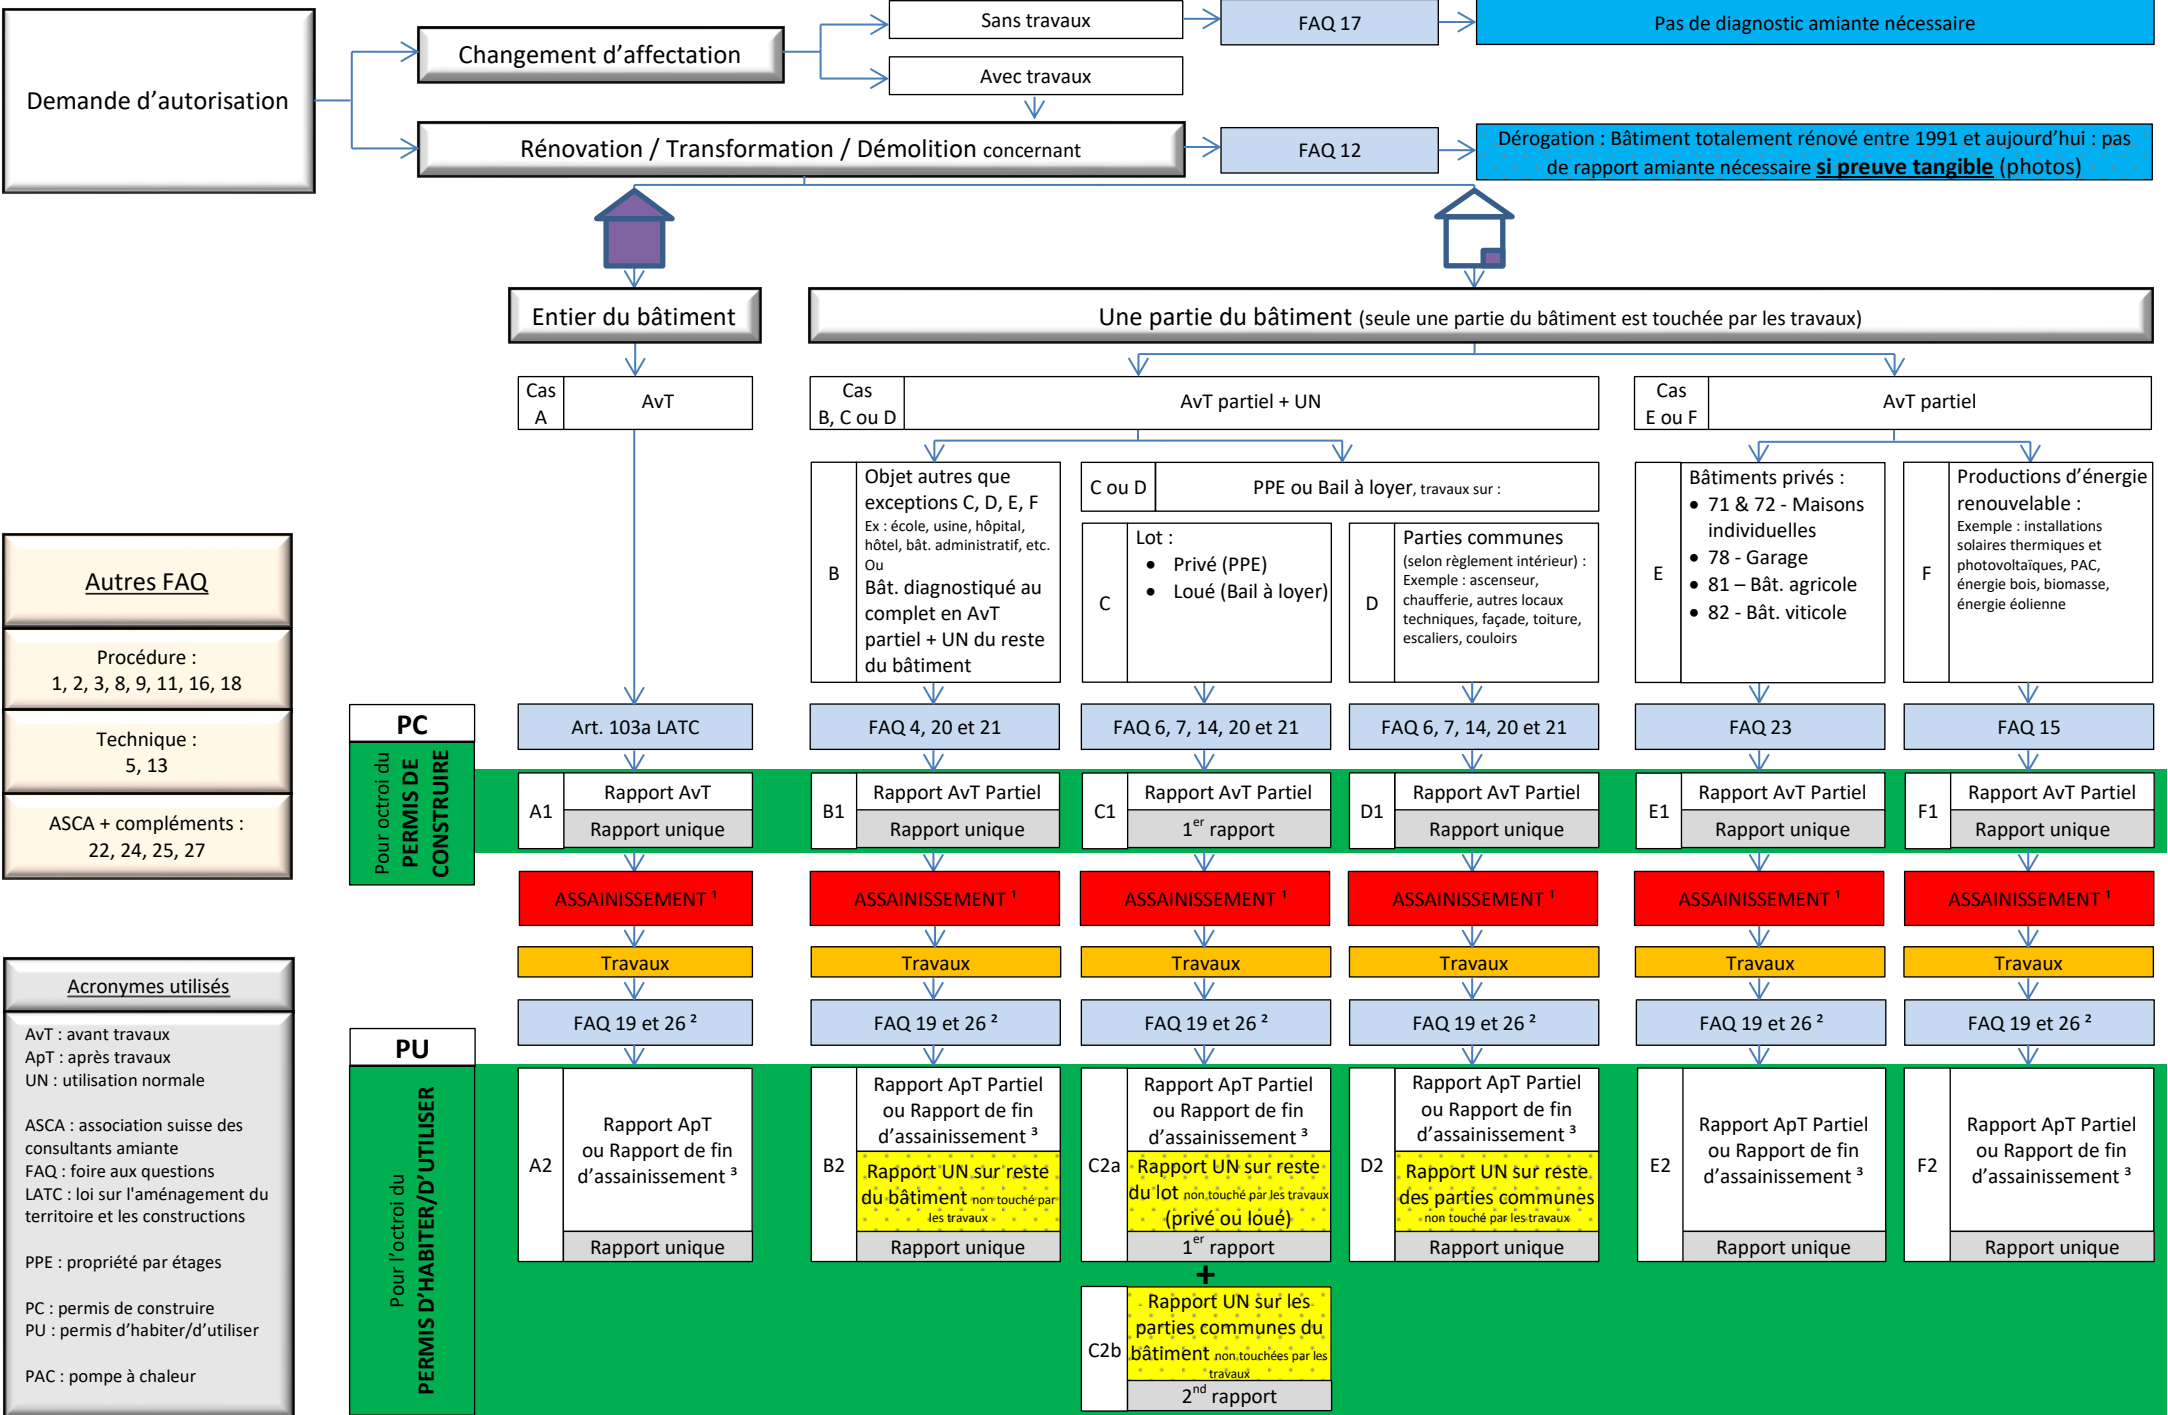 Demande d'autorisation
Changement d'affectation
Sans travaux
FAQ 17
Pas de diagnostic amiante nécessaire
Avec travaux
Rénovation / Transformation / Démolition concernant
FAQ 12
Dérogation : Bâtiment totalement rénové entre 1991 et aujourd'hui : pas
de rapport amiante nécessaire si preuve tangible (photos)
Entier du bâtiment
Une partie du bâtiment (seule une partie du bâtiment est touchée par les travaux)
Cas
A
AvT
Cas
B, C ou D
AvT partiel + UN
Cas
E ou F
AvT partiel
B
Objet autres que
exceptions C, D, E, F
Ex : école, usine, hôpital,
hôtel, bât. administratif, etc.
Ou
Bât. diagnostiqué au
complet en AvT
partiel + UN du reste
du bâtiment
C ou D
PPE ou Bail à loyer, travaux sur :
C
Lot :
• Privé (PPE)
• Loué (Bail à loyer)
D
Parties communes
(selon règlement intérieur) :
Exemple : ascenseur,
chaufferie, autres locaux
techniques, façade, toiture,
escaliers, couloirs
E
Bâtiments privés :
• 71 & 72 - Maisons
individuelles
• 78 - Garage
• 81 – Bât. agricole
• 82 - Bât. viticole
F
Productions d'énergie
renouvelable :
Exemple : installations
solaires thermiques et
photovoltaïques, PAC,
énergie bois, biomasse,
énergie éolienne
Autres FAQ
Procédure :
1, 2, 3, 8, 9, 11, 16, 18
Technique :
5, 13
ASCA + compléments :
22, 24, 25, 27
PC
Pour octroi du
PERMIS DE
CONSTRUIRE
Art. 103a LATC
FAQ 4, 20 et 21
FAQ 6, 7, 14, 20 et 21
FAQ 6, 7, 14, 20 et 21
FAQ 23
FAQ 15
A1
Rapport AvT
Rapport unique
B1
Rapport AvT Partiel
Rapport unique
C1
Rapport AvT Partiel
1er rapport
D1
Rapport AvT Partiel
Rapport unique
E1
Rapport AvT Partiel
Rapport unique
F1
Rapport AvT Partiel
Rapport unique
ASSAINISSEMENT ¹
ASSAINISSEMENT ¹
ASSAINISSEMENT ¹
ASSAINISSEMENT ¹
ASSAINISSEMENT ¹
ASSAINISSEMENT ¹
Travaux
Travaux
Travaux
Travaux
Travaux
Travaux
FAQ 19 et 26 ²
FAQ 19 et 26 ²
FAQ 19 et 26 ²
FAQ 19 et 26 ²
FAQ 19 et 26 ²
FAQ 19 et 26 ²
Acronymes utilisés
AvT : avant travaux
ApT : après travaux
UN : utilisation normale
ASCA : association suisse des
consultants amiante
FAQ : foire aux questions
LATC : loi sur l'aménagement du
territoire et les constructions
PPE : propriété par étages
PC : permis de construire
PU : permis d'habiter/d'utiliser
PAC : pompe à chaleur
PU
Pour l'octroi du
PERMIS D'HABITER/D'UTILISER
A2
Rapport ApT
ou Rapport de fin
d'assainissement ³
Rapport unique
B2
Rapport ApT Partiel
ou Rapport de fin
d'assainissement ³
Rapport UN sur reste
du bâtiment non touché par
les travaux
Rapport unique
C2a
Rapport ApT Partiel
ou Rapport de fin
d'assainissement ³
Rapport UN sur reste
du lot non touché par les travaux
(privé ou loué)
1er rapport
+
C2b
Rapport UN sur les
parties communes du
bâtiment non touchées par les
travaux
2nd rapport
D2
Rapport ApT Partiel
ou Rapport de fin
d'assainissement ³
Rapport UN sur reste
des parties communes
non touché par les travaux
Rapport unique
E2
Rapport ApT Partiel
ou Rapport de fin
d'assainissement ³
Rapport unique
F2
Rapport ApT Partiel
ou Rapport de fin
d'assainissement ³
Rapport unique